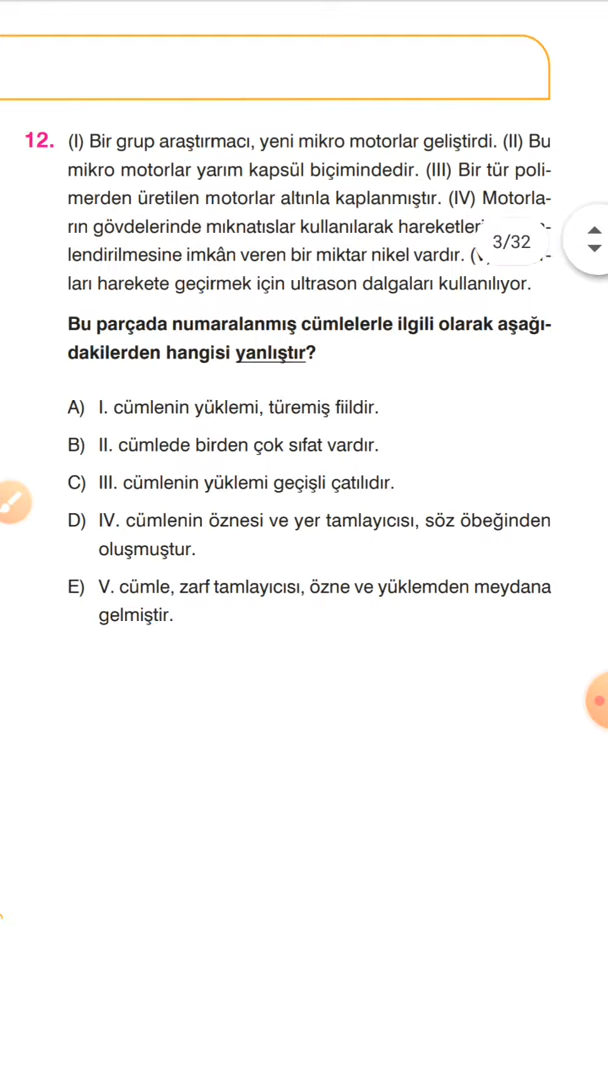 12. (I) Bir grup araştırmacı, yeni mikro motorlar geliştirdi. (II) Bu
mikro motorlar yarım kapsül biçimindedir. (III) Bir tür poli-
merden üretilen motorlar altınla kaplanmıştır. (IV) Motorla-
rın gövdelerinde mıknatıslar kullanılarak
3/32
lendirilmesine imkân veren bir miktar nikel vardır.
ları harekete geçirmek için ultrason dalgaları kullanılıyor.
Bu parçada numaralanmış cümlelerle ilgili olarak aşağı-
dakilerden hangisi yanlıştır?
A) I. cümlenin yüklemi, türemiş fiildir.
B) II. cümlede birden çok sıfat vardır.
C) III. cümlenin yüklemi geçişli çatılıdır.
D) IV. cümlenin öznesi ve yer tamlayıcısı, söz öbeğinden
oluşmuştur.
E) V. cümle, zarf tamlayıcısı, özne ve yüklemden meydana
gelmiştir.